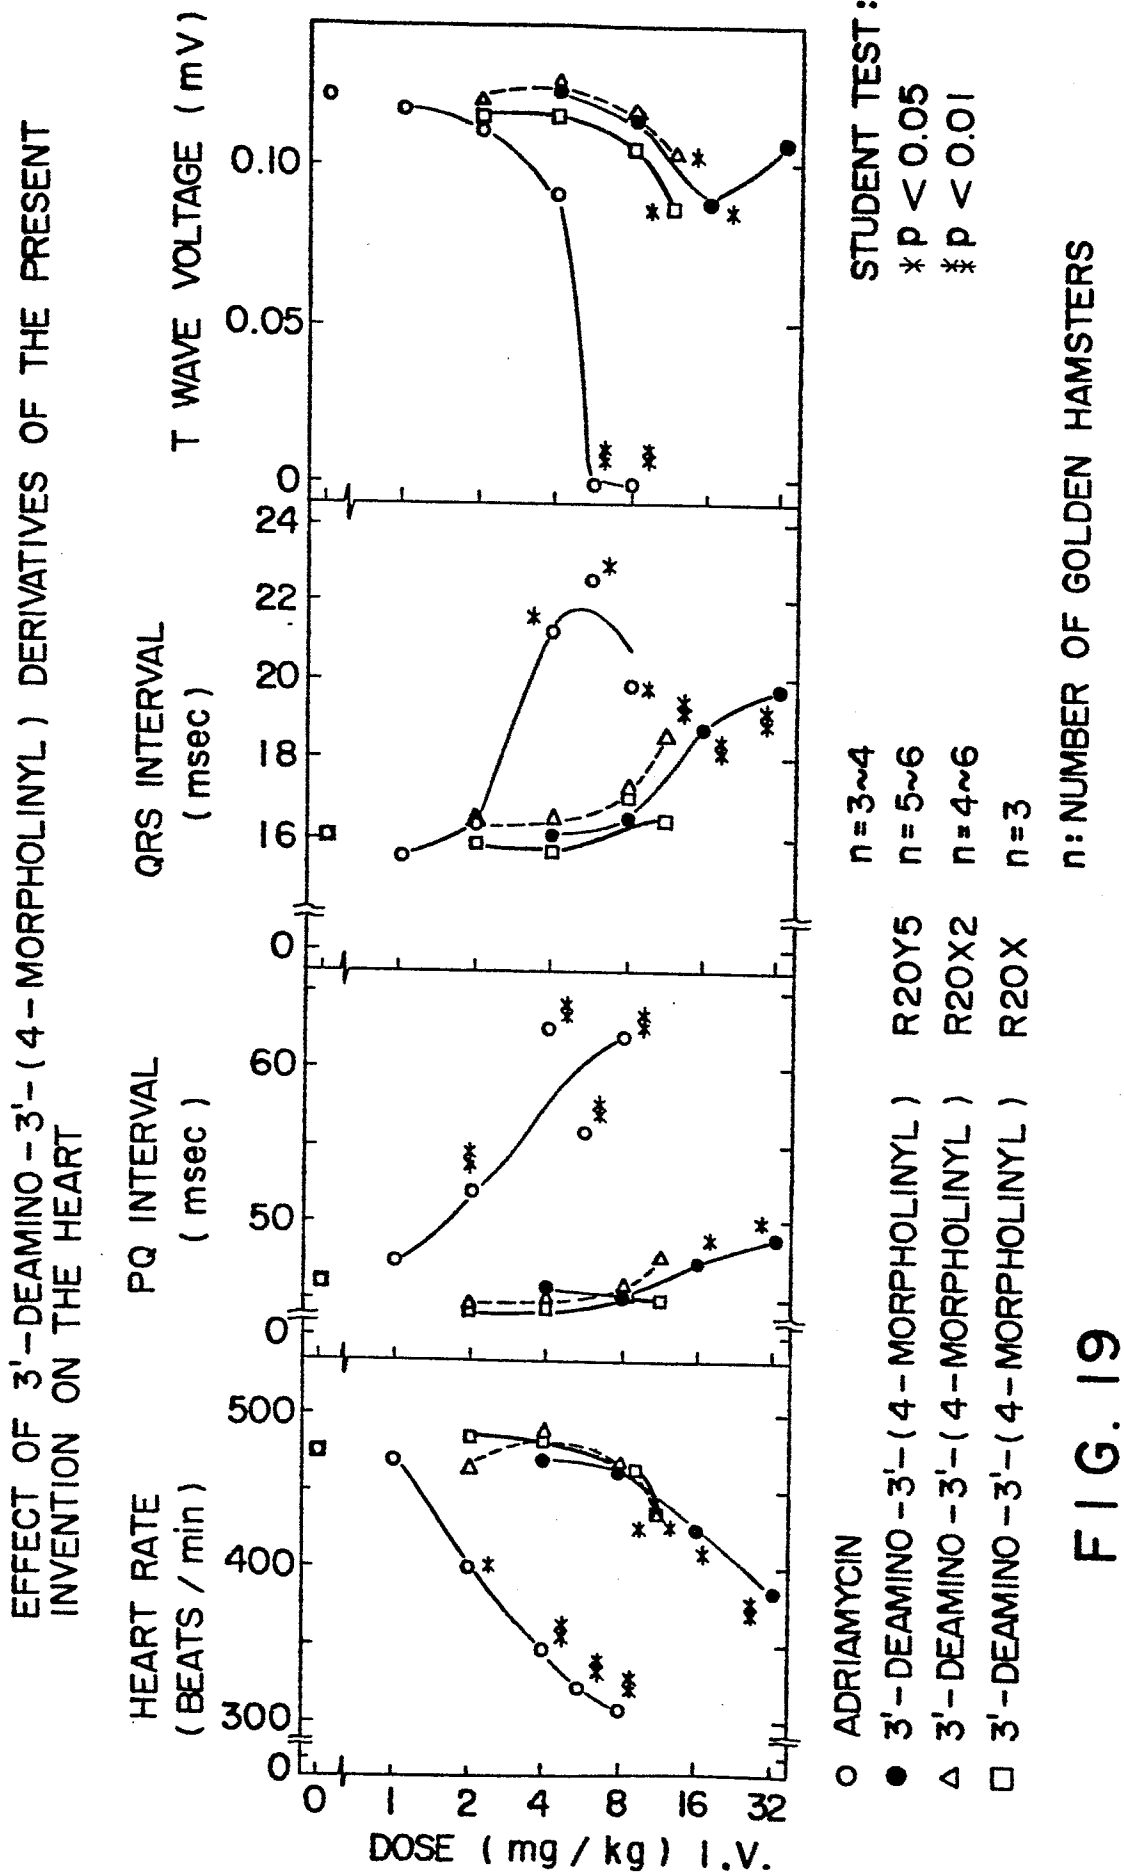 EFFECT OF 3'-DEAMINO-3'-(4-MORPHOLINYL) DERIVATIVES OF THE PRESENT
INVENTION ON THE HEART
HEART RATE
(BEATS / min)
PQ INTERVAL
(msec)
QRS INTERVAL
(msec)
T WAVE VOLTAGE (mV)
500
400
300
0
60
50
0
24
22
20
18
16
0
0.10
0.05
0
0 1 2 4 8 16 32
DOSE (mg/kg) I.V.
○ ADRIAMYCIN n=3~4
● 3'-DEAMINO-3'-(4-MORPHOLINYL) R20Y5 n=5~6
△ 3'-DEAMINO-3'-(4-MORPHOLINYL) R20X2 n=4~6
□ 3'-DEAMINO-3'-(4-MORPHOLINYL) R20X n=3
STUDENT TEST:
* p < 0.05
** p < 0.01
n: NUMBER OF GOLDEN HAMSTERS
FIG. 19